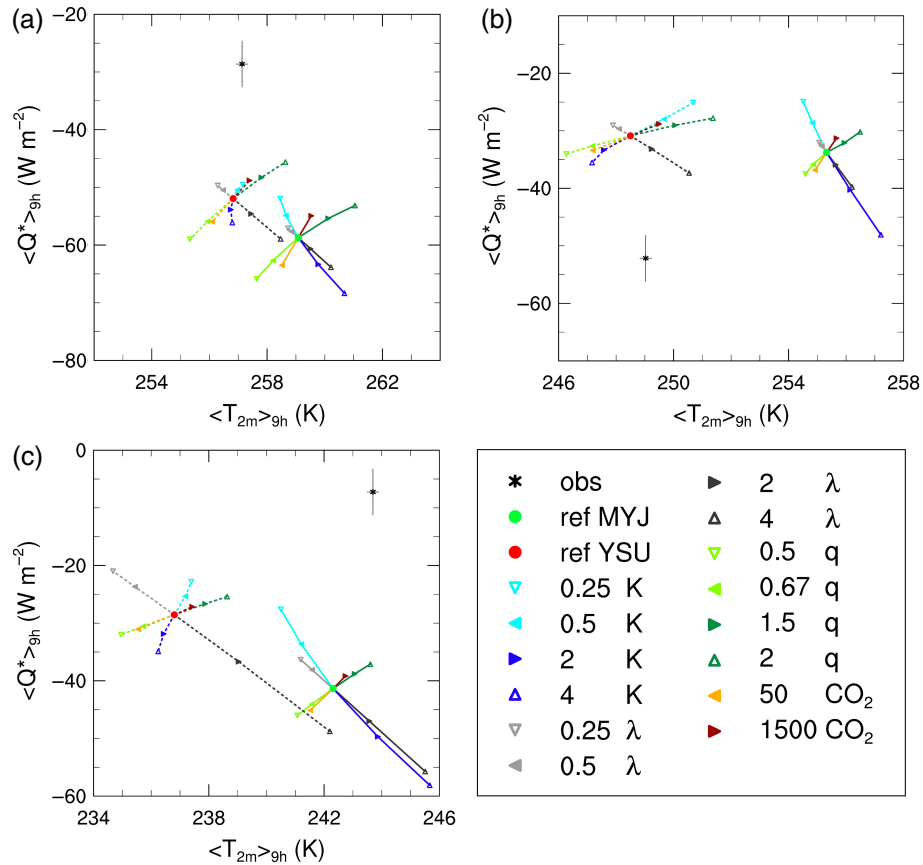 (a)
−20
−40
−60
−80
254
258
262
<Q*>9h (W m−2)
<T2m>9h (K)
(b)
−20
−40
−60
246
250
254
258
<Q*>9h (W m−2)
<T2m>9h (K)
(c)
0
−20
−40
−60
234
238
242
246
<Q*>9h (W m−2)
<T2m>9h (K)
obs
ref MYJ
ref YSU
0.25 K
0.5 K
2 K
4 K
0.25 λ
0.5 λ
2 λ
4 λ
0.5 q
0.67 q
1.5 q
2 q
50 CO2
1500 CO2